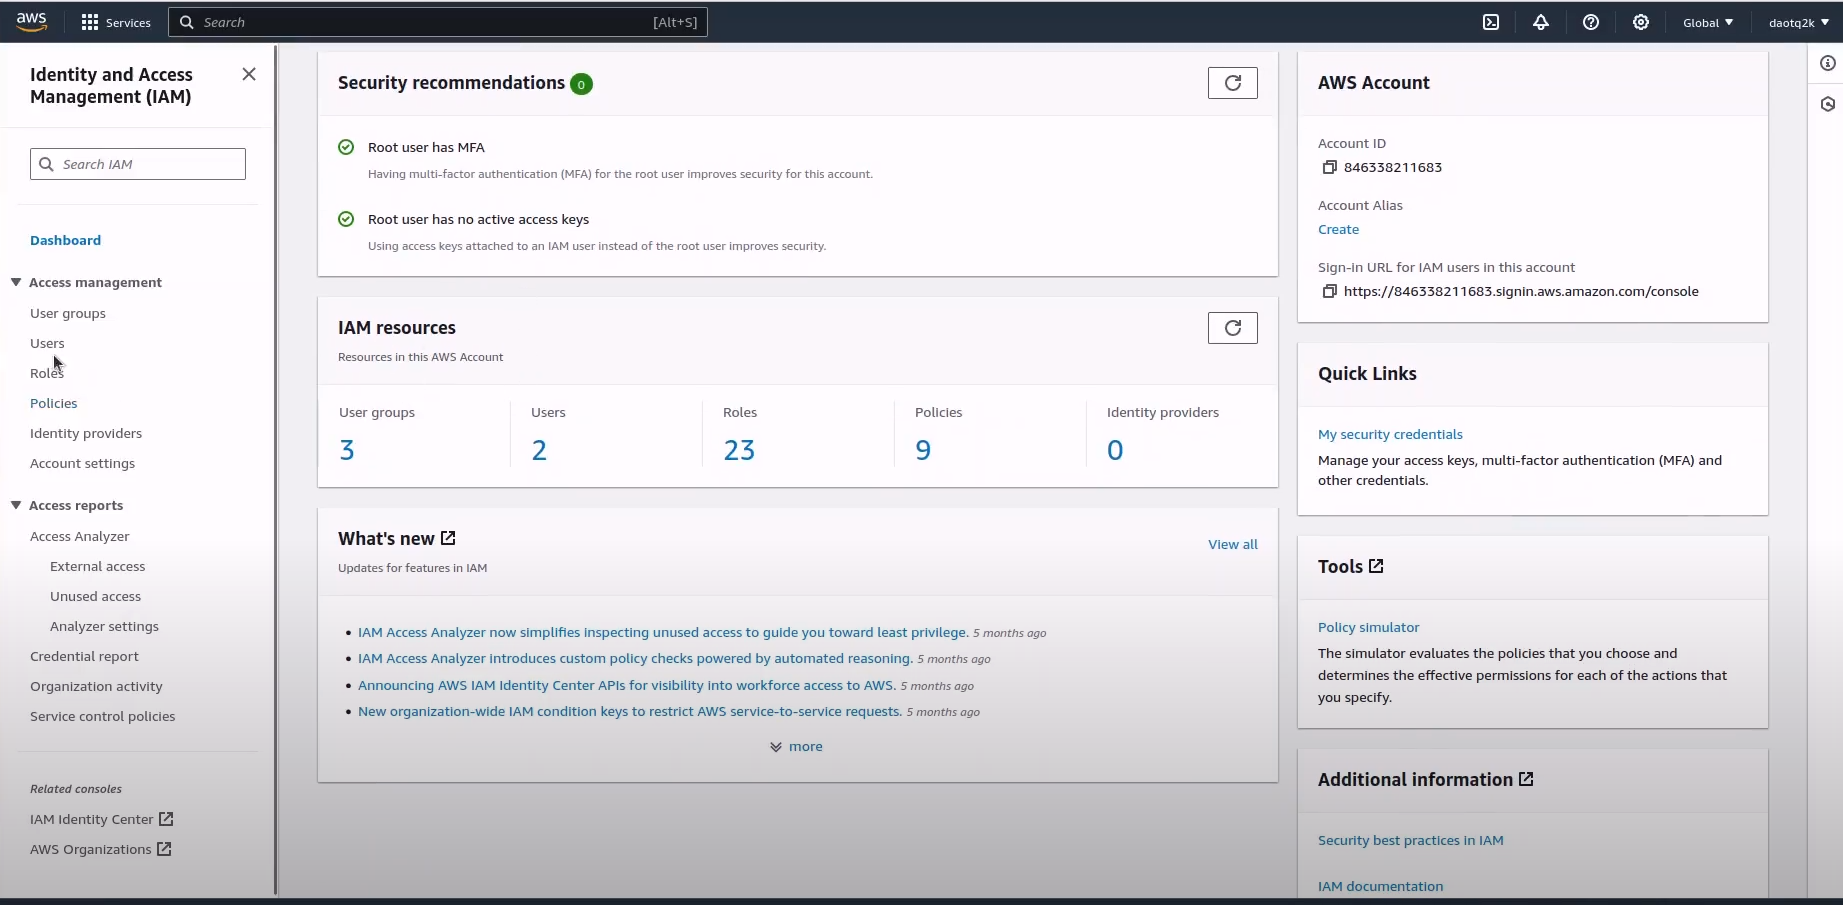 aws
Services
Search
[Alt+S]
Global
daotq2k
Identity and Access
Management (IAM)
Search IAM
Dashboard
Access management
User groups
Users
Roles
Policies
Identity providers
Account settings
Access reports
Access Analyzer
External access
Unused access
Analyzer settings
Credential report
Organization activity
Service control policies
Related consoles
IAM Identity Center
AWS Organizations
Security recommendations 0
Root user has MFA
Having multi-factor authentication (MFA) for the root user improves security for this account.
Root user has no active access keys
Using access keys attached to an IAM user instead of the root user improves security.
IAM resources
Resources in this AWS Account
User groups
3
Users
2
Roles
23
Policies
9
Identity providers
0
What's new
View all
Updates for features in IAM
IAM Access Analyzer now simplifies inspecting unused access to guide you toward least privilege. 5 months ago
IAM Access Analyzer introduces custom policy checks powered by automated reasoning. 5 months ago
Announcing AWS IAM Identity Center APIs for visibility into workforce access to AWS. 5 months ago
New organization-wide IAM condition keys to restrict AWS service-to-service requests. 5 months ago
more
AWS Account
Account ID
846338211683
Account Alias
Create
Sign-in URL for IAM users in this account
https://846338211683.signin.aws.amazon.com/console
Quick Links
My security credentials
Manage your access keys, multi-factor authentication (MFA) and
other credentials.
Tools
Policy simulator
The simulator evaluates the policies that you choose and
determines the effective permissions for each of the actions that
you specify.
Additional information
Security best practices in IAM
IAM documentation